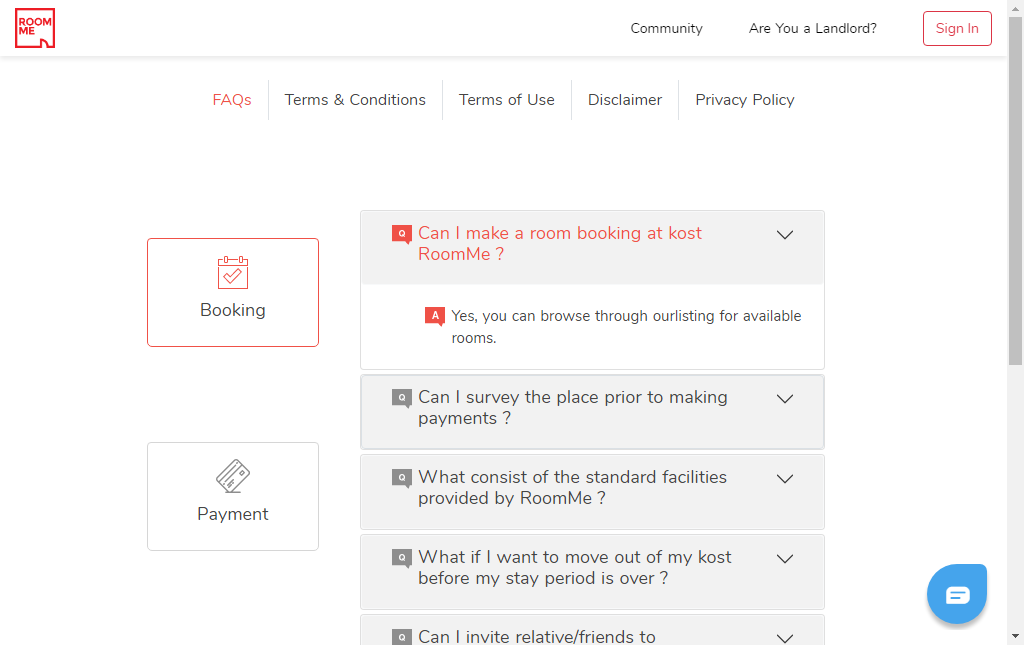 ROOM
ME
Community
Are You a Landlord?
Sign In
FAQs
Terms & Conditions
Terms of Use
Disclaimer
Privacy Policy
Booking
Payment
Q Can I make a room booking at kost
RoomMe ?
A Yes, you can browse through ourlisting for available
rooms.
Q Can I survey the place prior to making
payments ?
Q What consist of the standard facilities
provided by RoomMe ?
Q What if I want to move out of my kost
before my stay period is over ?
Q Can I invite relative/friends to